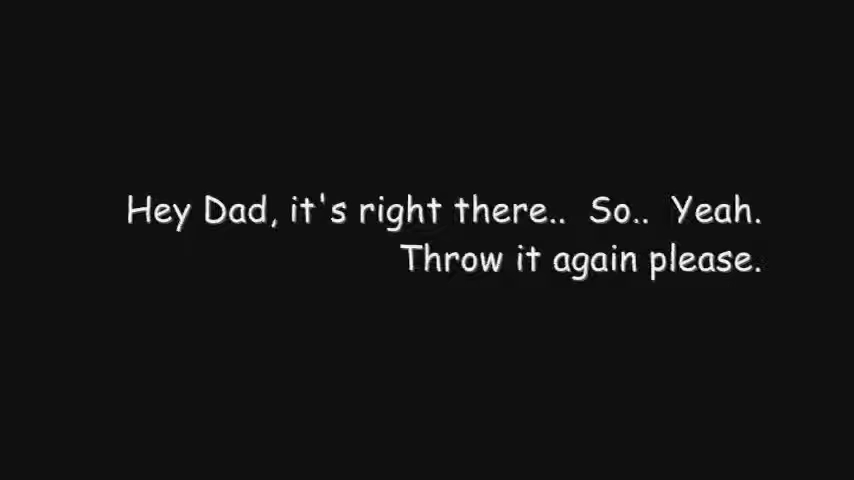 Hey Dad, it's right there..  So..  Yeah.
Throw it again please.